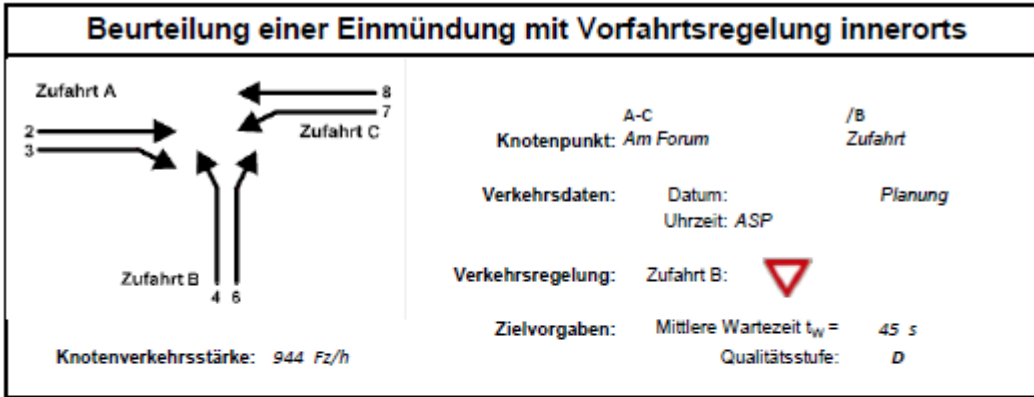 Beurteilung einer Einmündung mit Vorfahrtsregelung innerorts
Zufahrt A
8
7
Zufahrt C
2
3
Zufahrt B
4 6
Knotenverkehrsstärke: 944 Fz/h
A-C /B
Knotenpunkt: Am Forum Zufahrt
Verkehrsdaten: Datum: Planung
Uhrzeit: ASP
Verkehrsregelung: Zufahrt B:
Zielvorgaben: Mittlere Wartezeit tW = 45 s
Qualitätsstufe: D